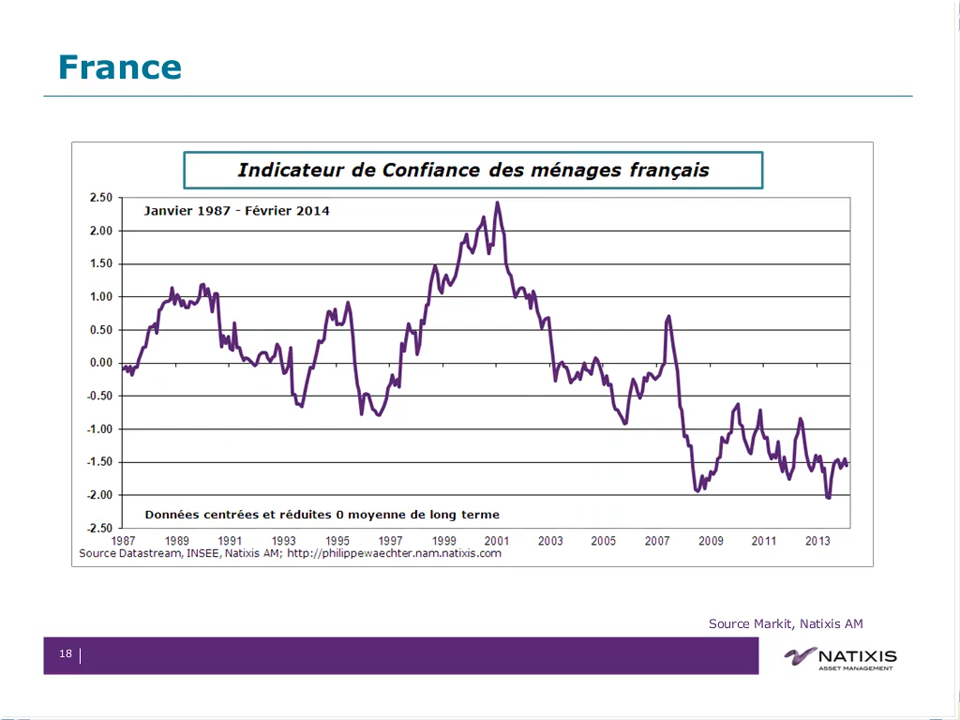 France
Indicateur de Confiance des ménages français
Janvier 1987 - Février 2014
2.50
2.00
1.50
1.00
0.50
0.00
-0.50
-1.00
-1.50
-2.00
-2.50
Données centrées et réduites 0 moyenne de long terme
1987 1989 1991 1993 1995 1997 1999 2001 2003 2005 2007 2009 2011 2013
Source Datastream, INSEE, Natixis AM; http://philippewaechter.nam.natixis.com
Source Markit, Natixis AM
18
NATIXIS
ASSET MANAGEMENT